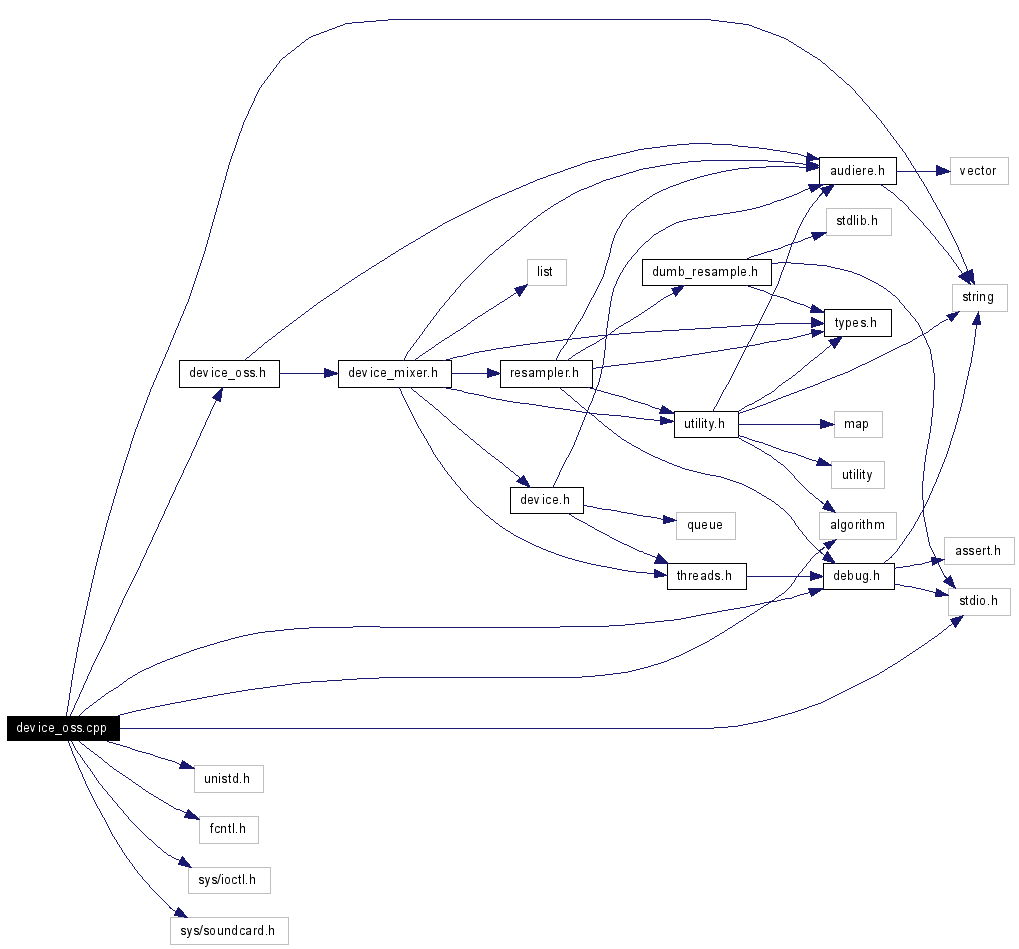 audiere.h
vector
stdlib.h
list
dumb_resample.h
string
types.h
device_oss.h
device_mixer.h
resampler.h
utility.h
map
utility
device.h
queue
algorithm
assert.h
threads.h
debug.h
stdio.h
device_oss.cpp
unistd.h
fcntl.h
sys/ioctl.h
sys/soundcard.h